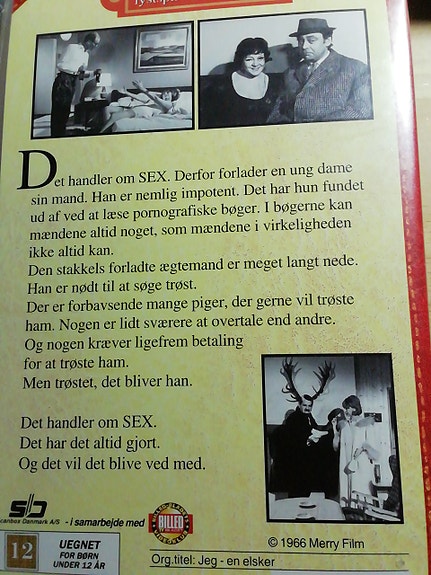 Det handler om SEX. Derfor forlader en ung dame
sin mand. Han er nemlig impotent. Det har hun fundet
ud af ved at læse pornografiske bøger. I bøgerne kan
mændene altid noget, som mændene i virkeligheden
ikke altid kan.
Den stakkels forladte ægtemand er meget langt nede.
Han er nødt til at søge trøst.
Der er forbavsende mange piger, der gerne vil trøste
ham. Nogen er lidt sværere at overtale end andre.
Og nogen kræver ligefrem betaling
for at trøste ham.
Men trøstet, det bliver han.
Det handler om SEX.
Det har det altid gjort.
Og det vil det blive ved med.
canbox Danmark A/S - i samarbejde med BILLED
© 1966 Merry Film
12 UEGNET
FOR BØRN
UNDER 12 ÅR
Org.titel: Jeg - en elsker